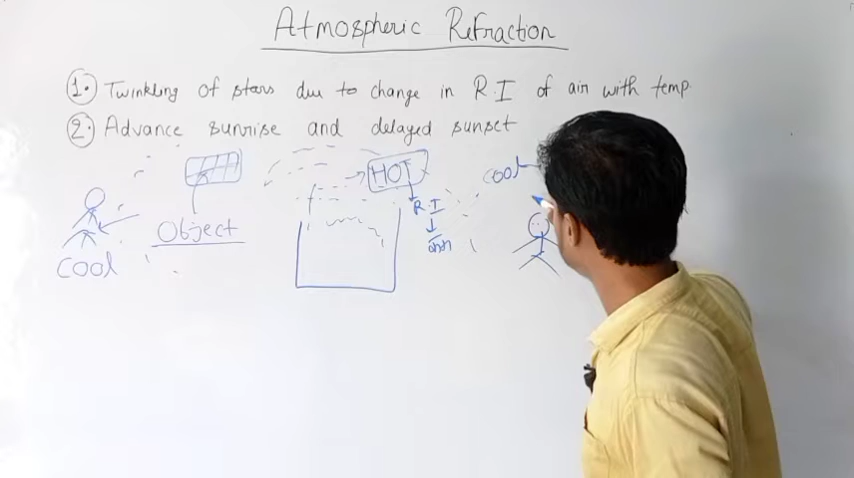 Atmospheric Refraction
1. Twinkling of stars due to change in R.I of air with temp.
2. Advance sunrise and delayed sunset
HOT
cool
R.I
Object
COOL